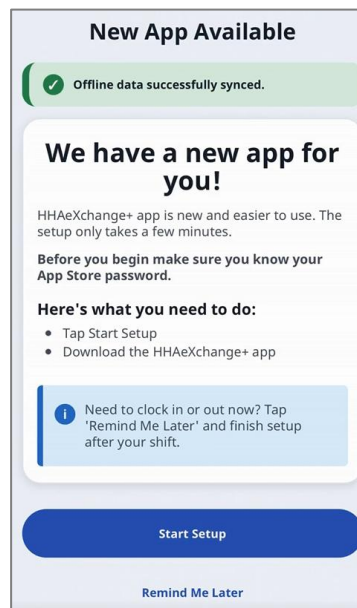 New App Available
Offline data successfully synced.
We have a new app for
you!
HHAeXchange+ app is new and easier to use. The
setup only takes a few minutes.
Before you begin make sure you know your
App Store password.
Here's what you need to do:
• Tap Start Setup
• Download the HHAeXchange+ app
Need to clock in or out now? Tap
'Remind Me Later' and finish setup
after your shift.
Start Setup
Remind Me Later